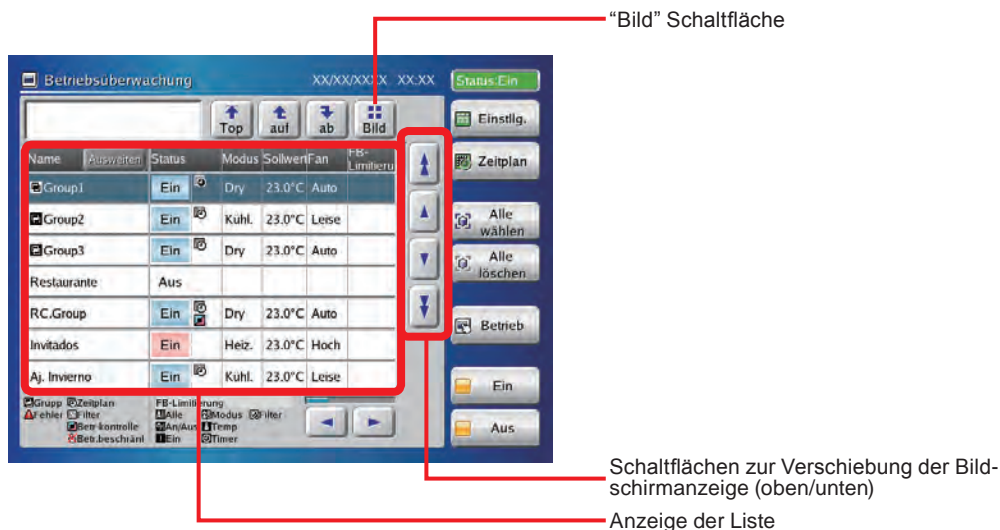 “Bild” Schaltfläche
Betriebsüberwachung XX/XX/XXXX XX:XX Status:Ein
Top auf ab Bild Einstllg.
Name Ausweiten Status Modus Sollwert Fan FB-Limitieru Zeitplan
Group1 Ein Dry 23.0°C Auto
Group2 Ein Kuhl. 23.0°C Leise Alle wählen
Group3 Ein Dry 23.0°C Auto Alle löschen
Restaurante Aus
RC.Group Ein Dry 23.0°C Auto Betrieb
Invitados Ein Heiz. 23.0°C Hoch
Aj. Invierno Ein Kuhl. 23.0°C Leise Ein
Grupp Zeitplan FB-Limitierung
Fehler Filter Alle Modus Filter
Betr kontrolle An/Aus Temp Aus
Betr.beschränl Ein Timer
Schaltflächen zur Verschiebung der Bild-
schirmanzeige (oben/unten)
Anzeige der Liste